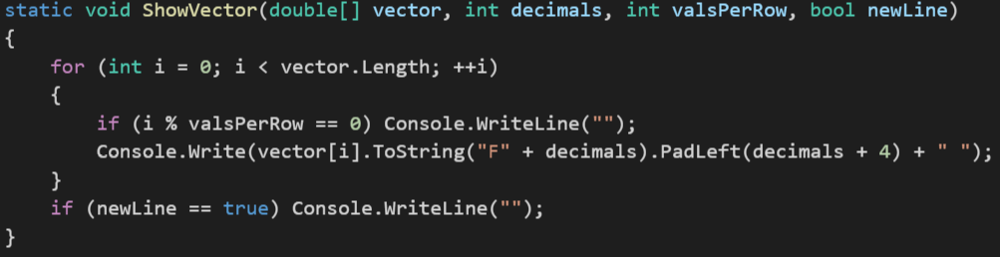 static void ShowVector(double[] vector, int decimals, int valsPerRow, bool newLine)
{
    for (int i = 0; i < vector.Length; ++i)
    {
        if (i % valsPerRow == 0) Console.WriteLine("");
        Console.Write(vector[i].ToString("F" + decimals).PadLeft(decimals + 4) + " ");
    }
    if (newLine == true) Console.WriteLine("");
}